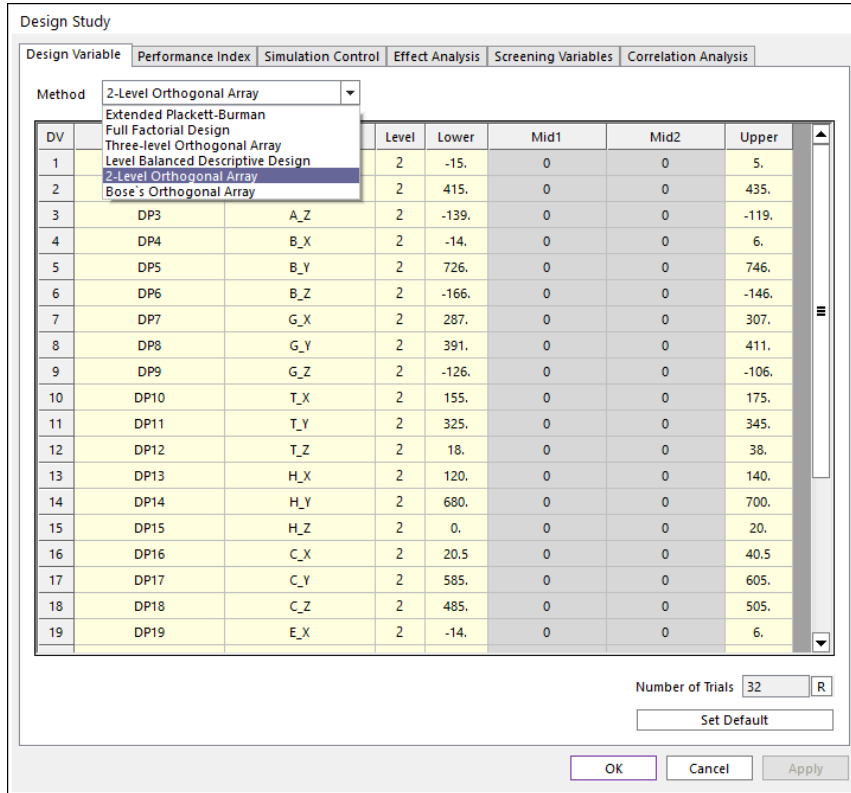 Design Study
Design Variable Performance Index Simulation Control Effect Analysis Screening Variables Correlation Analysis
Method 2-Level Orthogonal Array
Extended Plackett-Burman
Full Factorial Design
Three-level Orthogonal Array
Level Balanced Descriptive Design
2-Level Orthogonal Array
Bose`s Orthogonal Array
DV Level Lower Mid1 Mid2 Upper
1 2 -15. 0 0 5.
2 2 415. 0 0 435.
3 DP3 A_Z 2 -139. 0 0 -119.
4 DP4 B_X 2 -14. 0 0 6.
5 DP5 B_Y 2 726. 0 0 746.
6 DP6 B_Z 2 -166. 0 0 -146.
7 DP7 G_X 2 287. 0 0 307.
8 DP8 G_Y 2 391. 0 0 411.
9 DP9 G_Z 2 -126. 0 0 -106.
10 DP10 T_X 2 155. 0 0 175.
11 DP11 T_Y 2 325. 0 0 345.
12 DP12 T_Z 2 18. 0 0 38.
13 DP13 H_X 2 120. 0 0 140.
14 DP14 H_Y 2 680. 0 0 700.
15 DP15 H_Z 2 0. 0 0 20.
16 DP16 C_X 2 20.5 0 0 40.5
17 DP17 C_Y 2 585. 0 0 605.
18 DP18 C_Z 2 485. 0 0 505.
19 DP19 E_X 2 -14. 0 0 6.
Number of Trials 32 R
Set Default
OK Cancel Apply